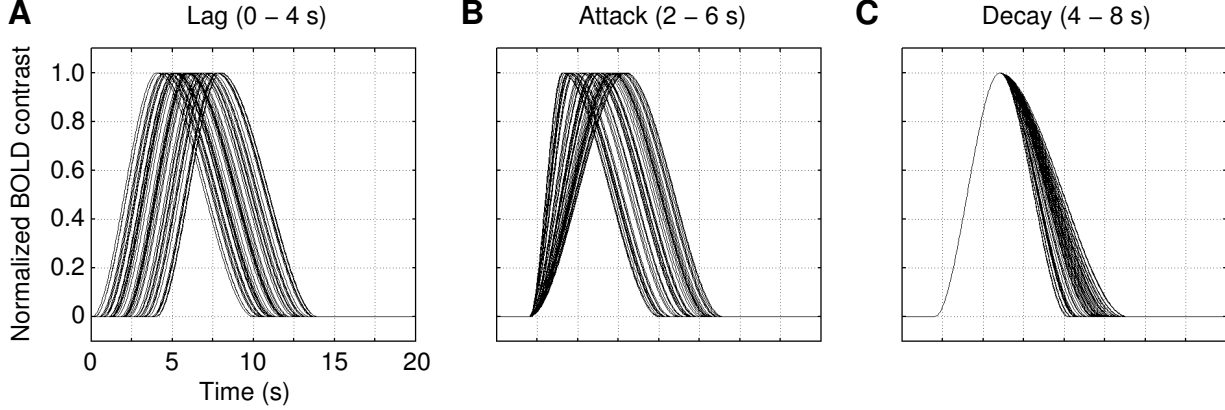 A Lag (0 – 4 s) B Attack (2 – 6 s) C Decay (4 – 8 s)
Normalized BOLD contrast
1.0
0.8
0.6
0.4
0.2
0
0 5 10 15 20
Time (s)